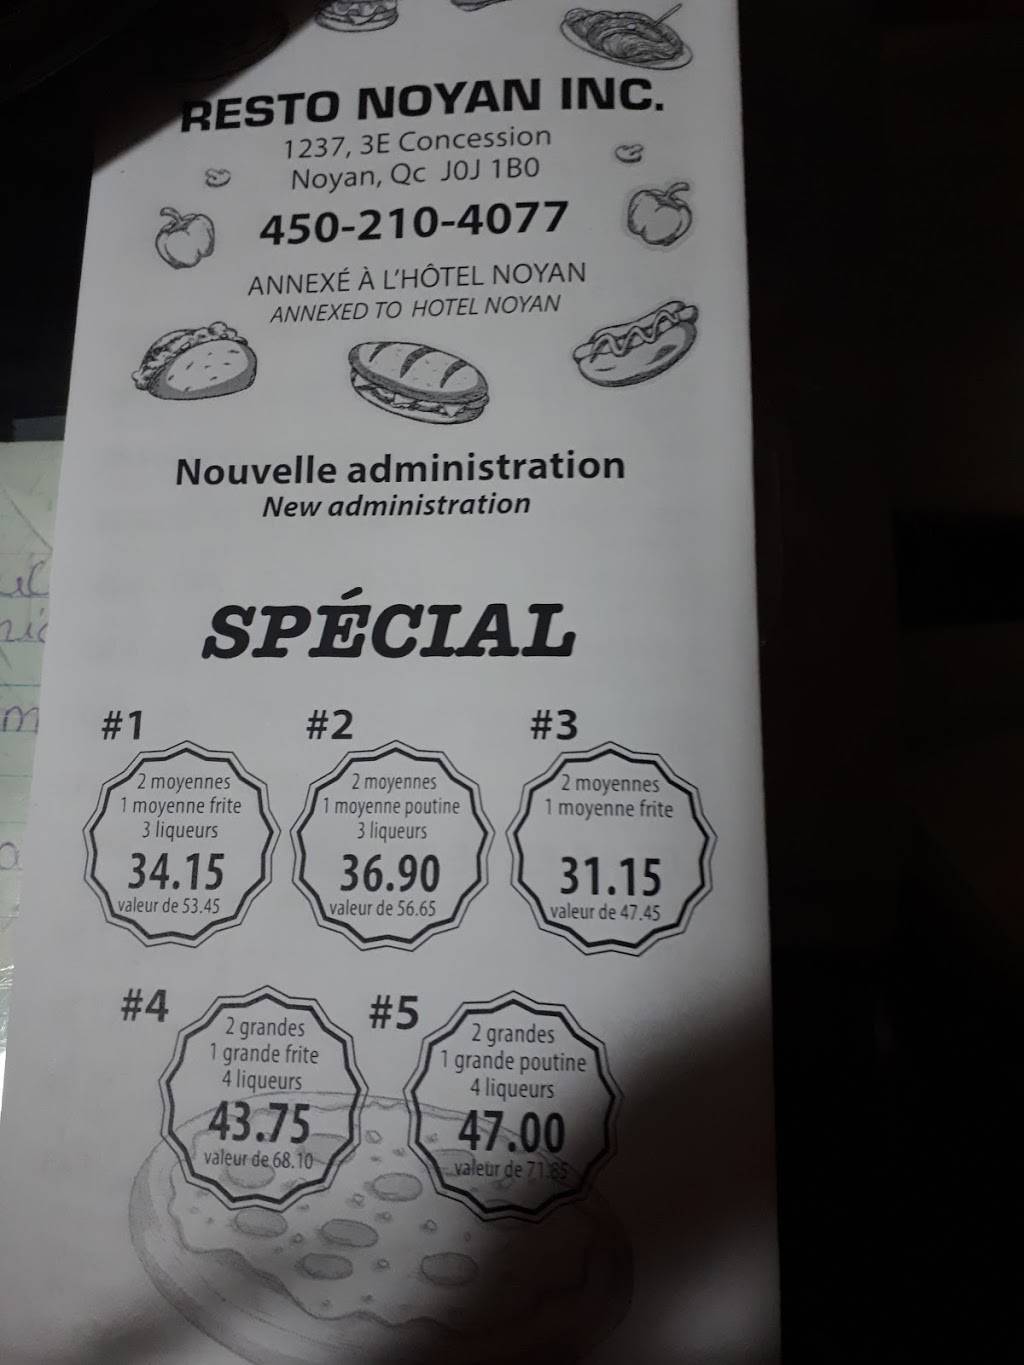 RESTO NOYAN INC.
1237, 3E Concession
Noyan, Qc J0J 1B0
450-210-4077
ANNEXÉ À L'HÔTEL NOYAN
ANNEXED TO HOTEL NOYAN
Nouvelle administration
New administration
SPÉCIAL
#1
2 moyennes
1 moyenne frite
3 liqueurs
34.15
valeur de 53.45
#2
2 moyennes
1 moyenne poutine
3 liqueurs
36.90
valeur de 56.65
#3
2 moyennes
1 moyenne frite
31.15
valeur de 47.45
#4
2 grandes
1 grande frite
4 liqueurs
43.75
valeur de 68.10
#5
2 grandes
1 grande poutine
4 liqueurs
47.00
valeur de 71.85